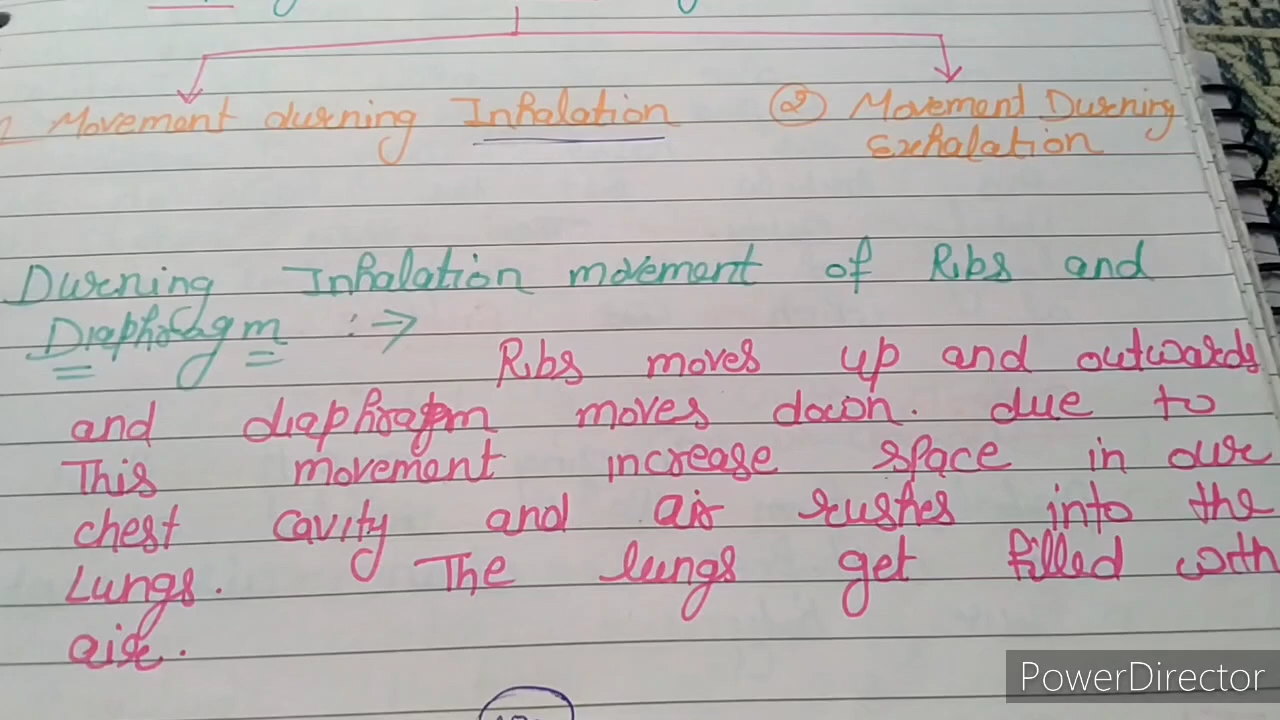 Movement durning Inhalation ② Movement Durning
Exhalation
Durning Inhalation movement of Ribs and
Diaphragm :→
Ribs moves up and outwards
and diaphragm moves down. due to
This movement increase space in our
chest cavity and air rushes into the
Lungs. The lungs get filled with
air.
PowerDirector